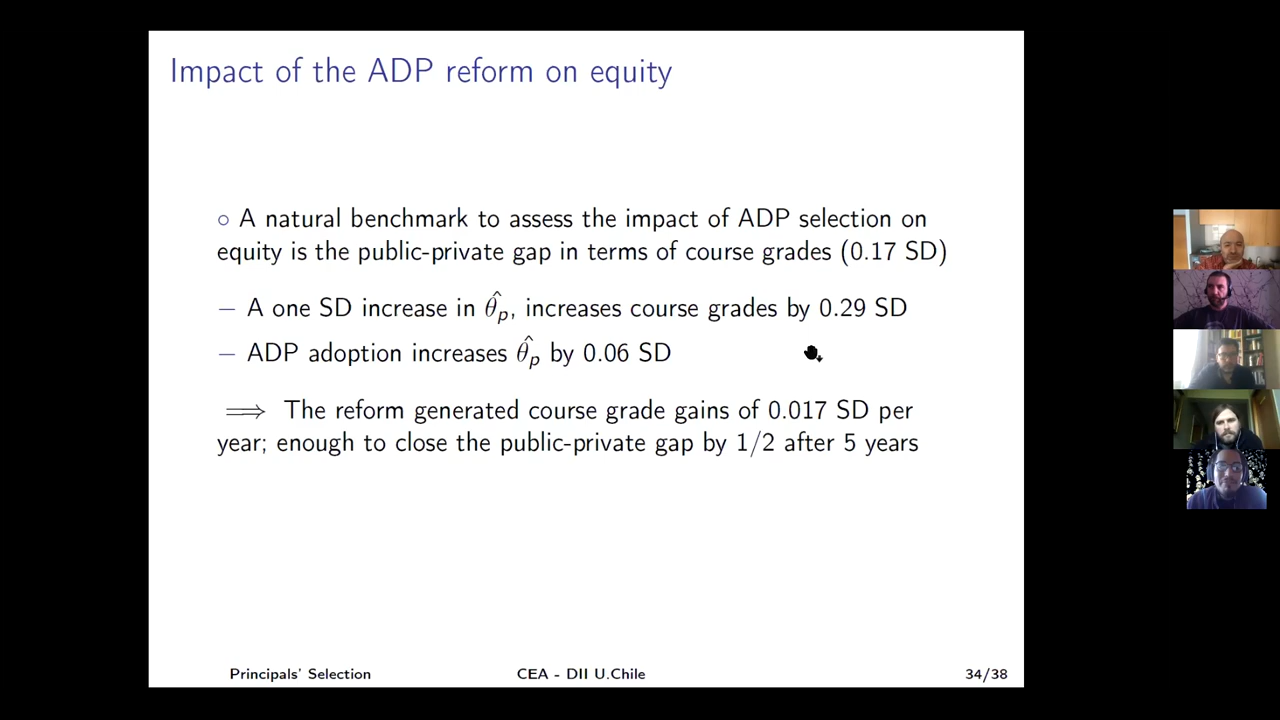 Impact of the ADP reform on equity
○ A natural benchmark to assess the impact of ADP selection on
equity is the public-private gap in terms of course grades (0.17 SD)
– A one SD increase in θ̂ₚ, increases course grades by 0.29 SD
– ADP adoption increases θ̂ₚ by 0.06 SD
⟹ The reform generated course grade gains of 0.017 SD per
year; enough to close the public-private gap by 1/2 after 5 years
Principals' Selection
CEA - DII U.Chile
34/38